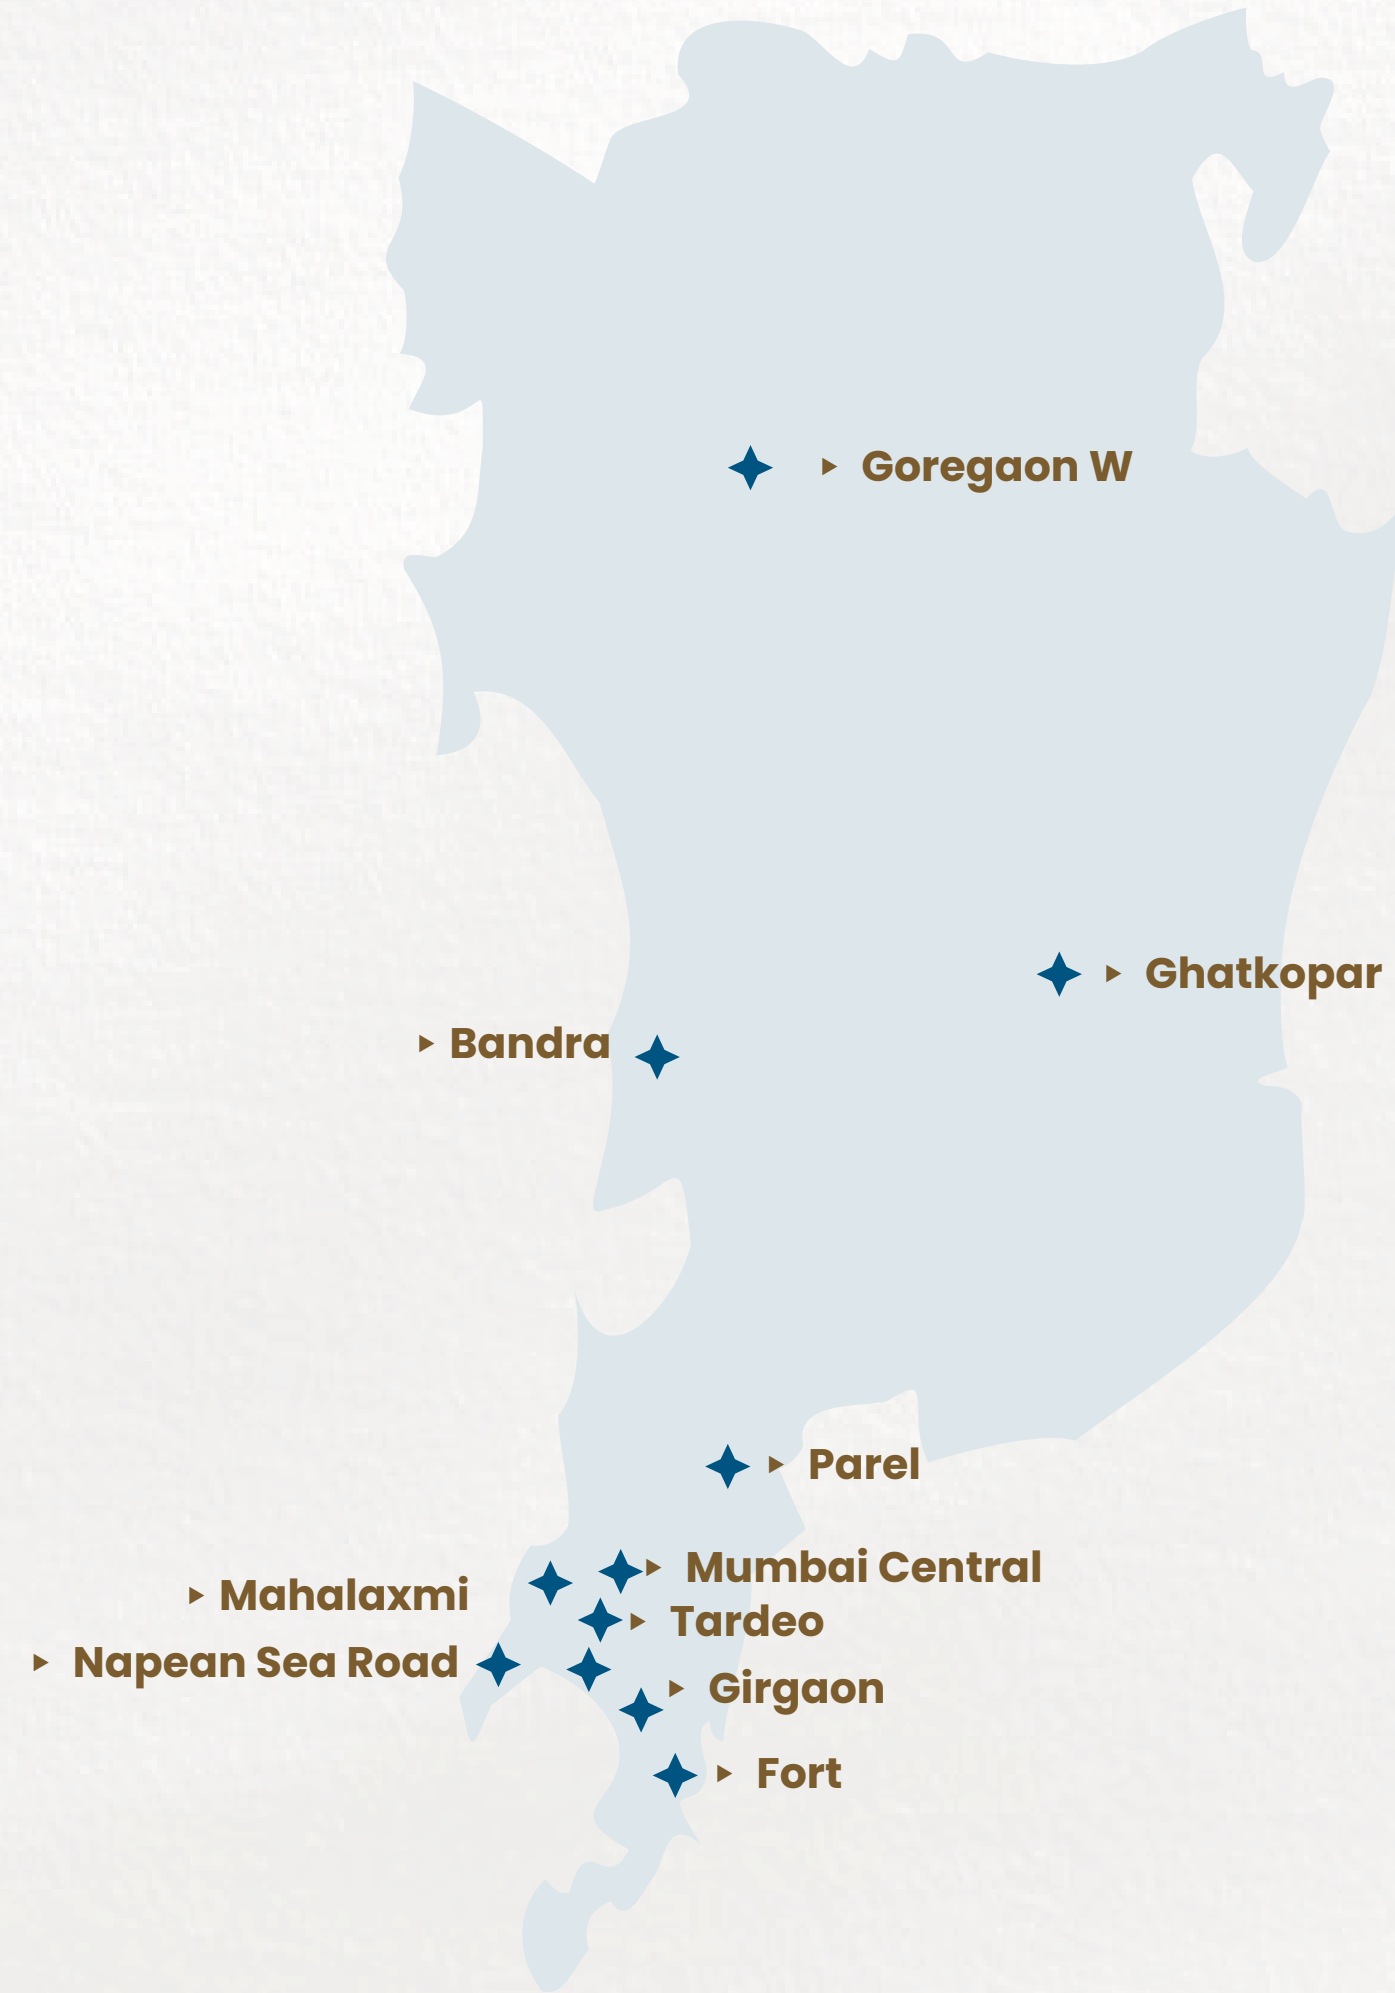 Goregaon W
Ghatkopar
Bandra
Parel
Mumbai Central
Mahalaxmi
Tardeo
Napean Sea Road
Girgaon
Fort